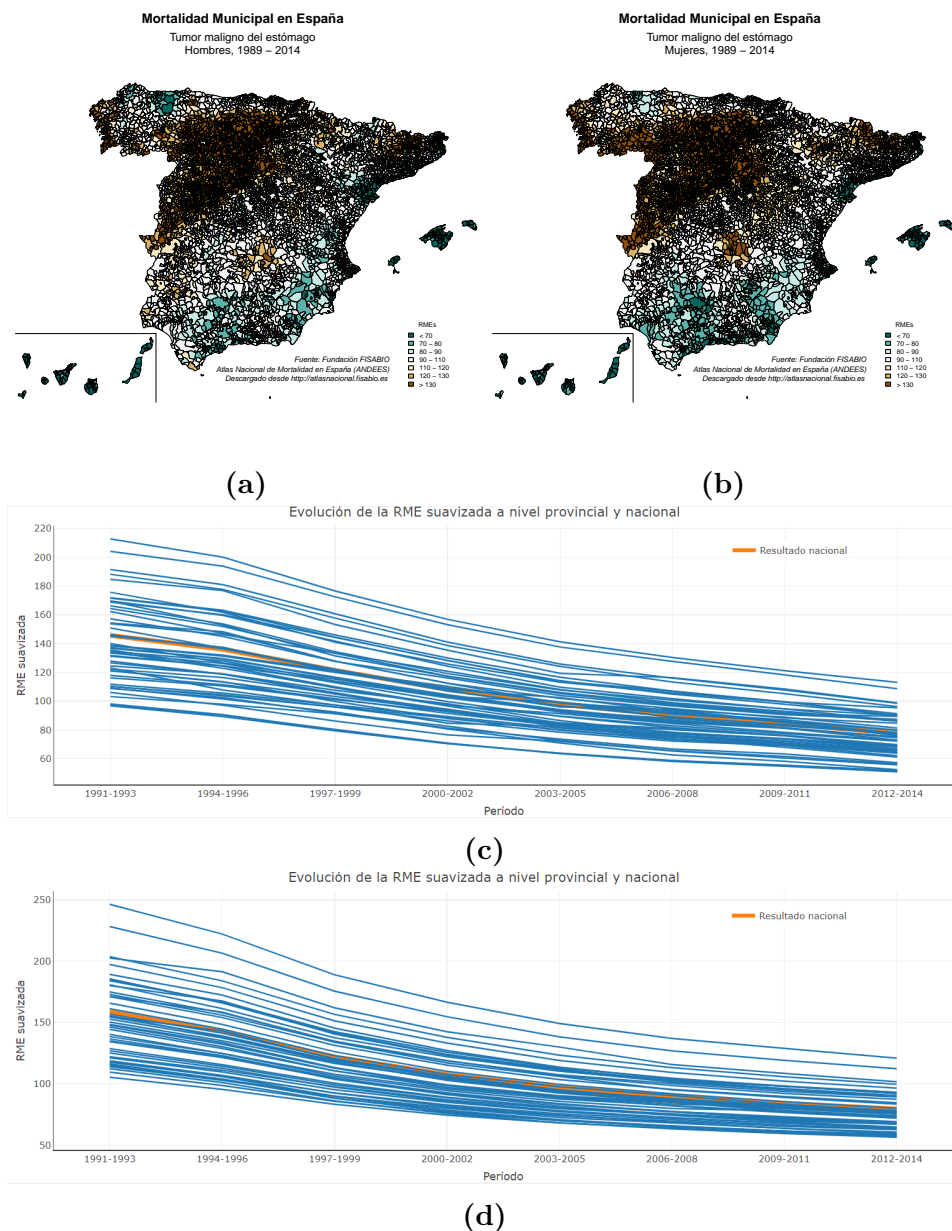 Mortalidad Municipal en España
Tumor maligno del estómago
Hombres, 1989 – 2014
RMEs
< 70
70 – 80
80 – 90
90 – 110
110 – 120
120 – 130
> 130
Fuente: Fundación FISABIO
Atlas Nacional de Mortalidad en España (ANDEES)
Descargado desde http://atlasnacional.fisabio.es
(a)
Mortalidad Municipal en España
Tumor maligno del estómago
Mujeres, 1989 – 2014
RMEs
< 70
70 – 80
80 – 90
90 – 110
110 – 120
120 – 130
> 130
Fuente: Fundación FISABIO
Atlas Nacional de Mortalidad en España (ANDEES)
Descargado desde http://atlasnacional.fisabio.es
(b)
Evolución de la RME suavizada a nivel provincial y nacional
Resultado nacional
RME suavizada
220
200
180
160
140
120
100
80
60
1991-1993
1994-1996
1997-1999
2000-2002
2003-2005
2006-2008
2009-2011
2012-2014
Período
(c)
Evolución de la RME suavizada a nivel provincial y nacional
Resultado nacional
RME suavizada
250
200
150
100
50
1991-1993
1994-1996
1997-1999
2000-2002
2003-2005
2006-2008
2009-2011
2012-2014
Período
(d)